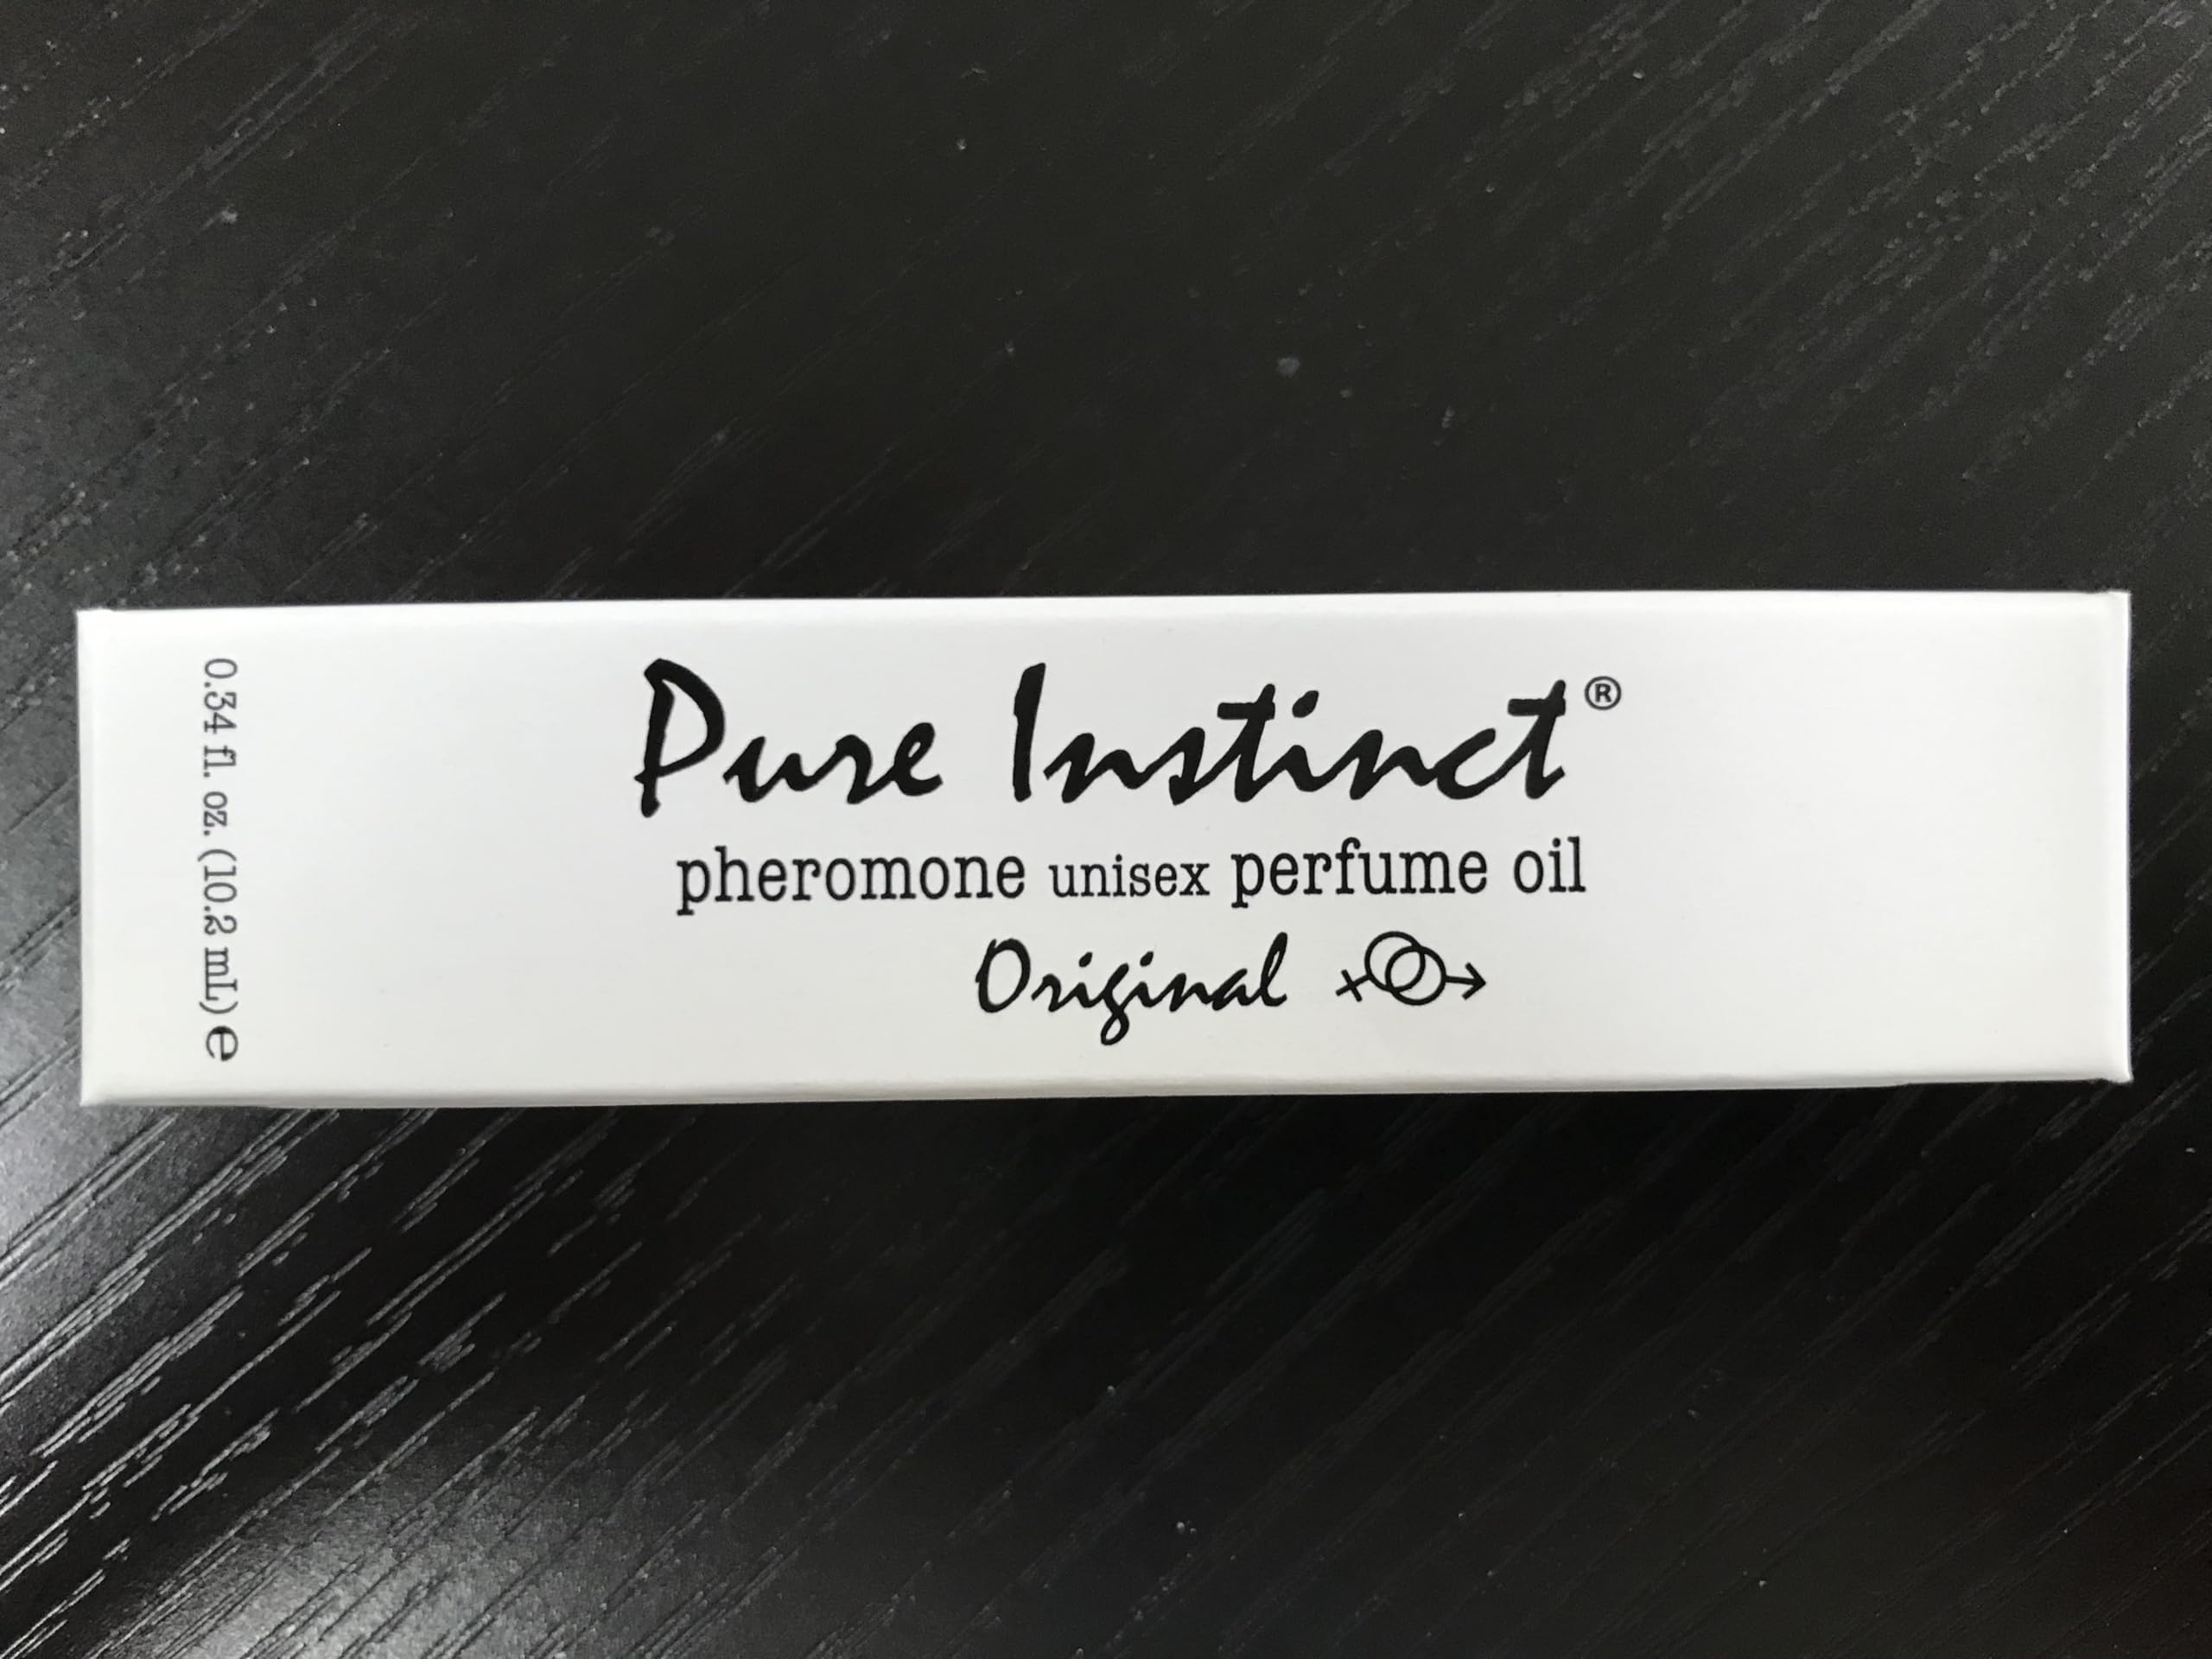 Pure Instinct®
pheromone unisex perfume oil
Original
0.34 fl. oz. (10.2 mL) ℮